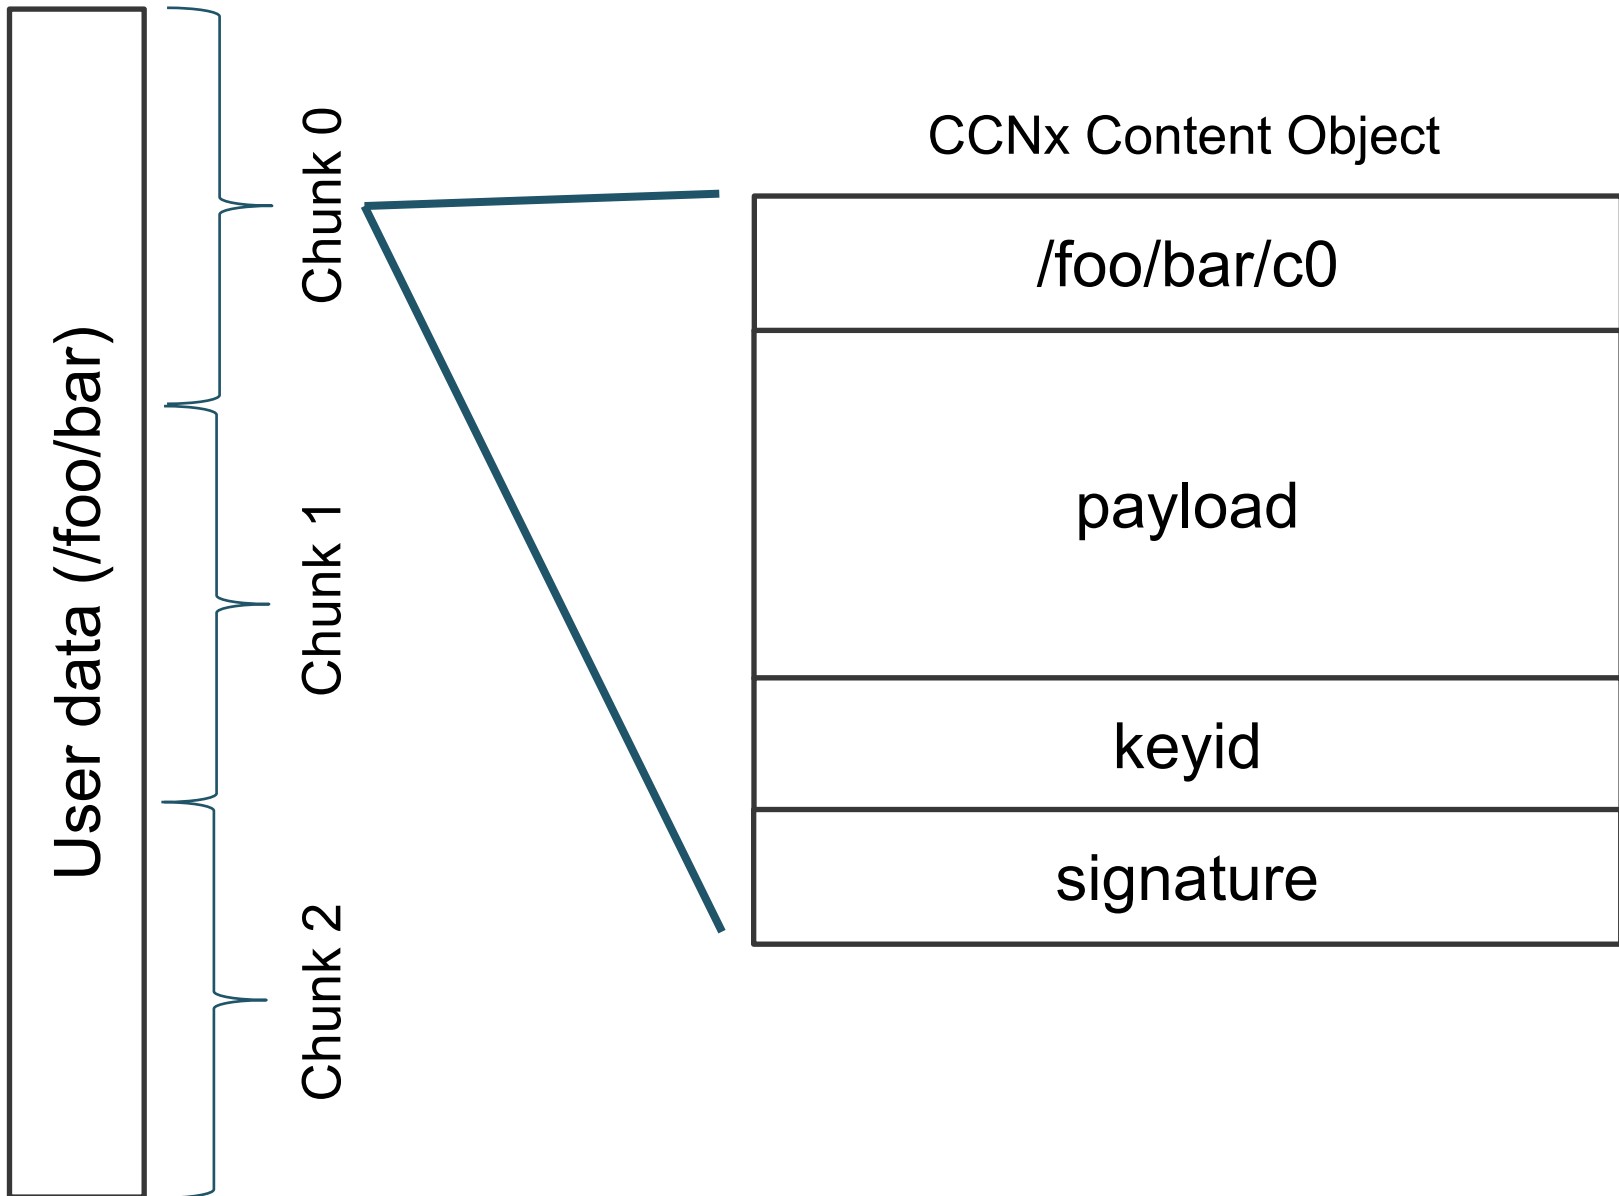 User data (/foo/bar)
Chunk 0
Chunk 1
Chunk 2
CCNx Content Object
/foo/bar/c0
payload
keyid
signature